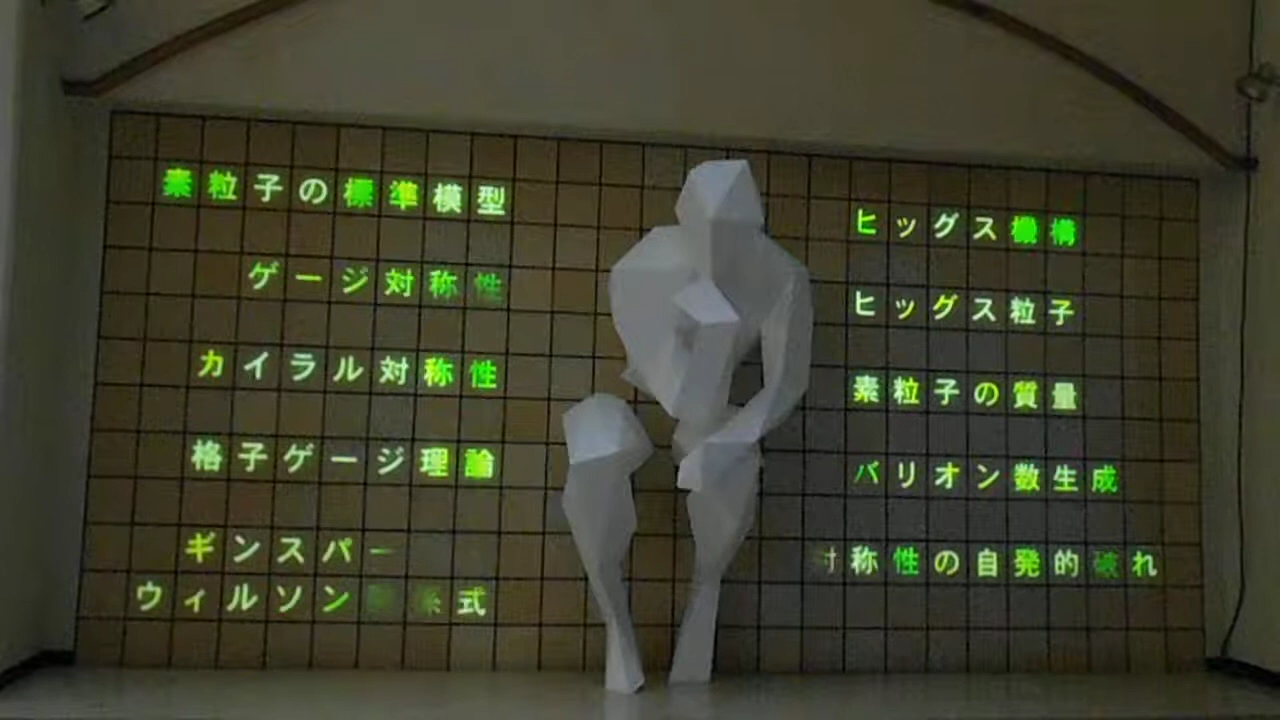 素粒子の標準模型
ゲージ対称性
カイラル対称性
格子ゲージ理論
ギンスパー
ウィルソン係式
ヒッグス機構
ヒッグス粒子
素粒子の質量
バリオン数生成
対称性の自発的破れ